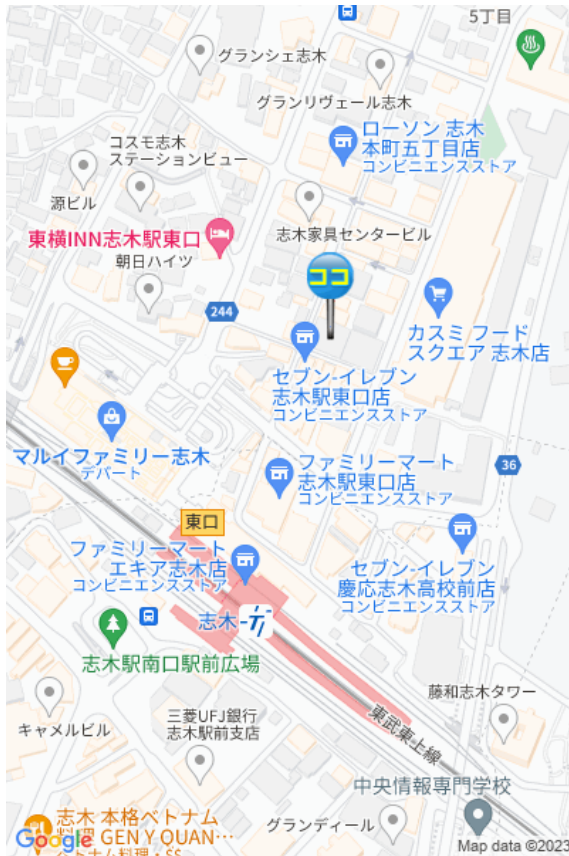 5丁目
グランシェ志木
グランリヴェール志木
ローソン 志木
本町五丁目店
コンビニエンスストア
コスモ志木
ステーションビュー
源ビル
東横INN志木駅東口
志木家具センタービル
朝日ハイツ
ココ
244
カスミ フード
スクエア 志木店
セブン-イレブン
志木駅東口店
コンビニエンスストア
マルイファミリー志木
デパート
ファミリーマート
志木駅東口店
コンビニエンスストア
36
東口
ファミリーマート
エキア志木店
コンビニエンスストア
セブン-イレブン
慶応志木高校前店
コンビニエンスストア
志木
志木駅南口駅前広場
東武東上線
藤和志木タワー
キャメルビル
三菱UFJ銀行
志木駅前支店
中央情報専門学校
志木 本格ベトナム
料理 GEN Y QUAN…
グランディール
Google
Map data ©2023